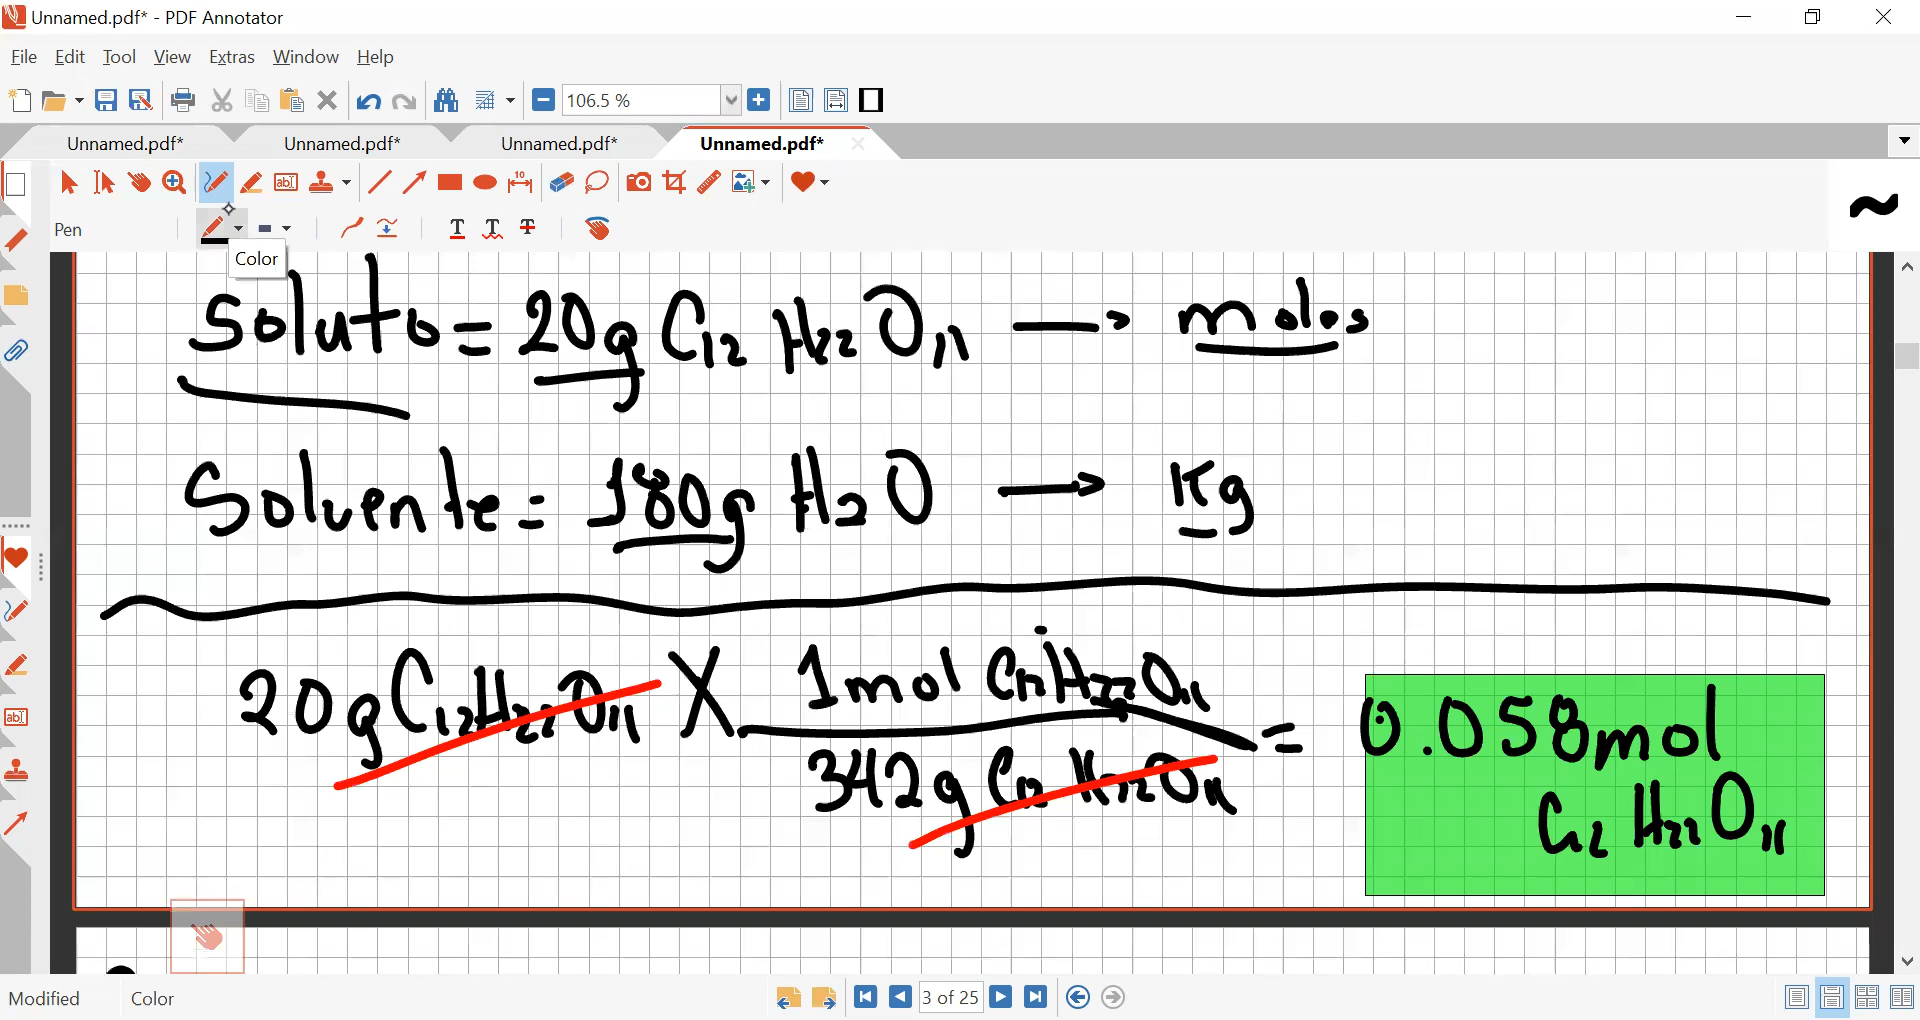 Unnamed.pdf* - PDF Annotator
File Edit Tool View Extras Window Help
106.5 %
Unnamed.pdf* Unnamed.pdf* Unnamed.pdf* Unnamed.pdf*
Pen
Color
Soluto = 20g C12 H22 O11 → moles
Solvente = 180g H2O → Kg
20g C12H22O11 X 1mol C12H22O11 / 342g C12H22O11 = 0.058mol
C12 H22O11
Modified Color 3 of 25